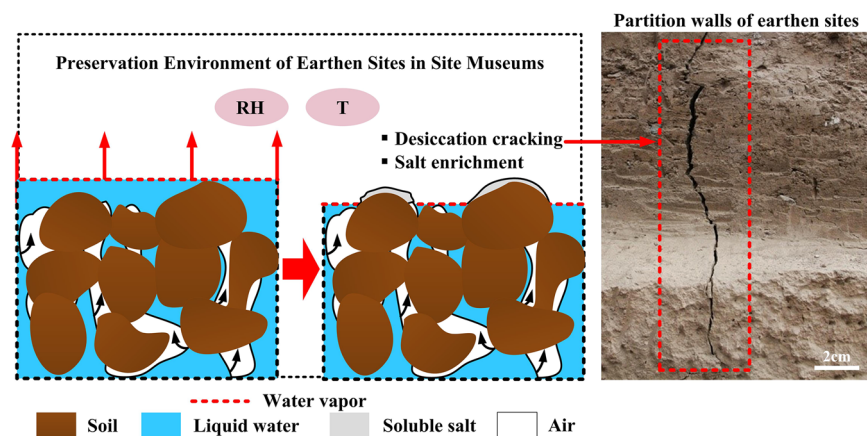 Partition walls of earthen sites
Preservation Environment of Earthen Sites in Site Museums
RH
T
▪ Desiccation cracking
▪ Salt enrichment
2cm
Water vapor
Soil
Liquid water
Soluble salt
Air